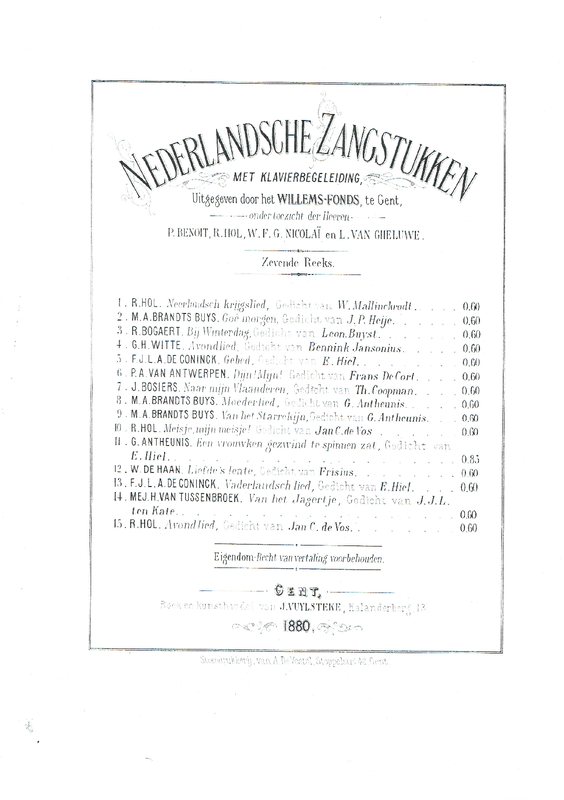 NEDERLANDSCHE ZANGSTUKKEN
MET KLAVIERBEGELEIDING,
Uitgegeven door het WILLEMS-FONDS, te Gent,
onder toezicht der Heeren
P. BENOIT, R. HOL, W. F. G. NICOLAÏ en L. VAN GHELUWE.
Zevende Reeks.
1. R. HOL. Neerlandsch krijgslied, Gedicht van W. Mallinckrodt. . . . . 0,60
2. M. A. BRANDTS BUYS. Goê morgen, Gedicht van J. P. Heije. . . . . 0,60
3. R. BOGAERT. Bij Winterdag, Gedicht van Leon. Buyst. . . . . 0,60
4. G. H. WITTE. Avondlied, Gedicht van Bennink Jansonius. . . . . 0,60
5. F. J. L. A. DE CONINCK. Gebed, Gedicht van E. Hiel. . . . . 0,60
6. P. A. VAN ANTWERPEN. Dijn! Mijn! Gedicht van Frans De Cort. . . . 0,60
7. J. BOSIERS. Naar mijn Vlaanderen, Gedicht van Th. Coopman. . . . 0,60
8. M. A. BRANDTS BUYS. Moederlied, Gedicht van G. Antheunis. . . . 0,60
9. M. A. BRANDTS BUYS. Van het Starrekijn, Gedicht van G. Antheunis. . . 0,60
10. R. HOL. Meisje, mijn meisje! Gedicht van Jan C. de Vos . . . . 0,60
11. G. ANTHEUNIS. Een vrouwken gezwind te spinnen zat, Gedicht van
E. Hiel. . . . . 0,85
12. W. DE HAAN. Liefde's lente, Gedicht van Frisius. . . . . 0,60
13. F. J. L. A. DE CONINCK. Vaderlandsch lied, Gedicht van E. Hiel. . . . . 0,60
14. MEJ. H. VAN TUSSENBROEK. Van het Jagertje, Gedicht van J. J. L.
ten Kate. . . . . 0,60
15. R. HOL. Avondlied, Gedicht van Jan C. de Vos. . . . . 0,60
Eigendom-Recht van vertaling voorbehouden.
GENT,
Boek en kunsthandel van J. VUYLSTEKE, Kalanderberg, 13
1880,
Steendrukkerij, van A. De Vestel, Gent.